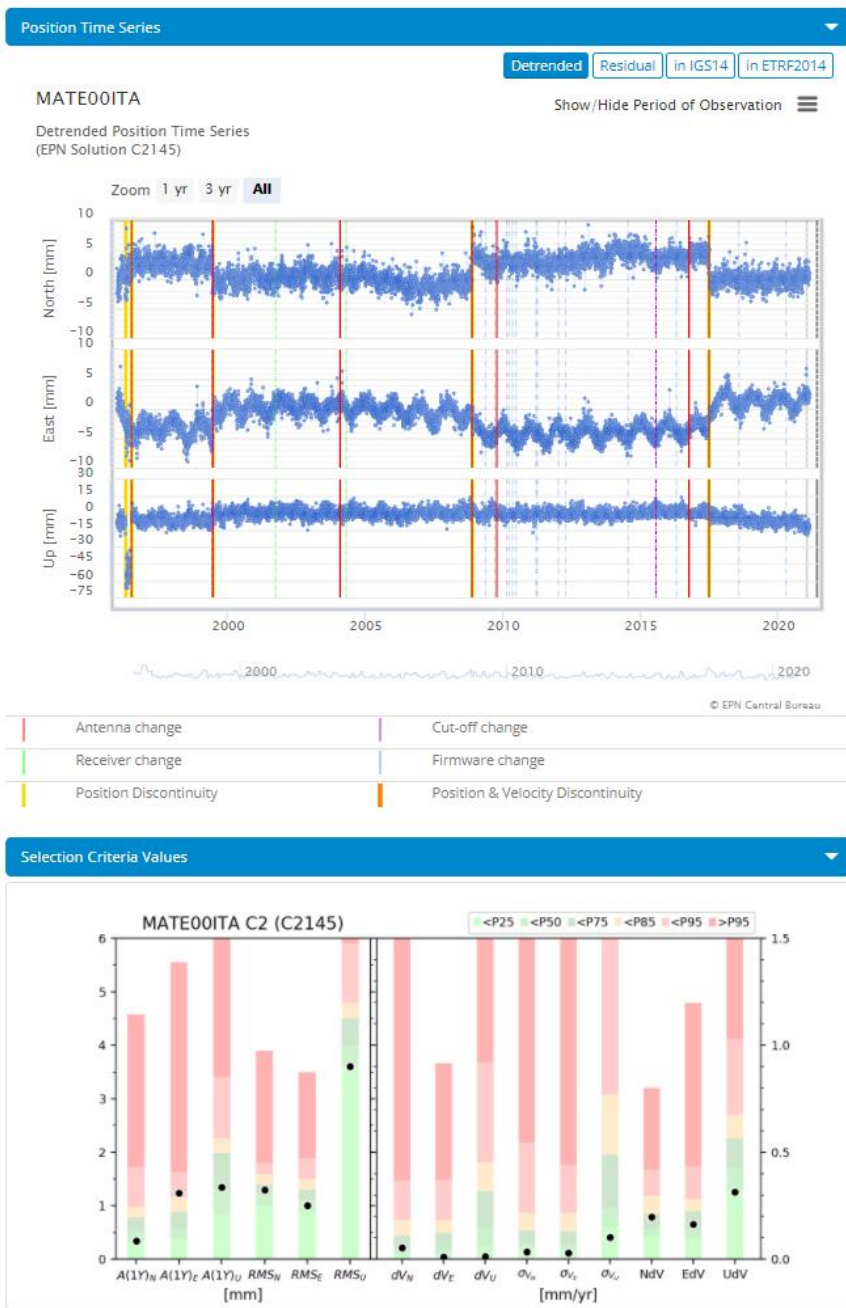 Position Time Series
Detrended Residual in IGS14 in ETRF2014
MATE00ITA
Show/Hide Period of Observation
Detrended Position Time Series
(EPN Solution C2145)
Zoom 1 yr 3 yr All
10
5
0
−5
−10
North [mm]
10
5
0
−5
−10
East [mm]
30
15
0
−15
−30
−45
−60
−75
Up [mm]
2000 2005 2010 2015 2020
2000 2010 2020
© EPN Central Bureau
Antenna change Cut-off change
Receiver change Firmware change
Position Discontinuity Position & Velocity Discontinuity
Selection Criteria Values
MATE00ITA C2 (C2145)
<P25 <P50 <P75 <P85 <P95 >P95
6
5
4
3
2
1
0
1.5
1.0
0.5
0.0
A(1Y)N A(1Y)E A(1Y)U RMSN RMSE RMSU dVN dVE dVU σVN σVE σVU NdV EdV UdV
[mm] [mm/yr]